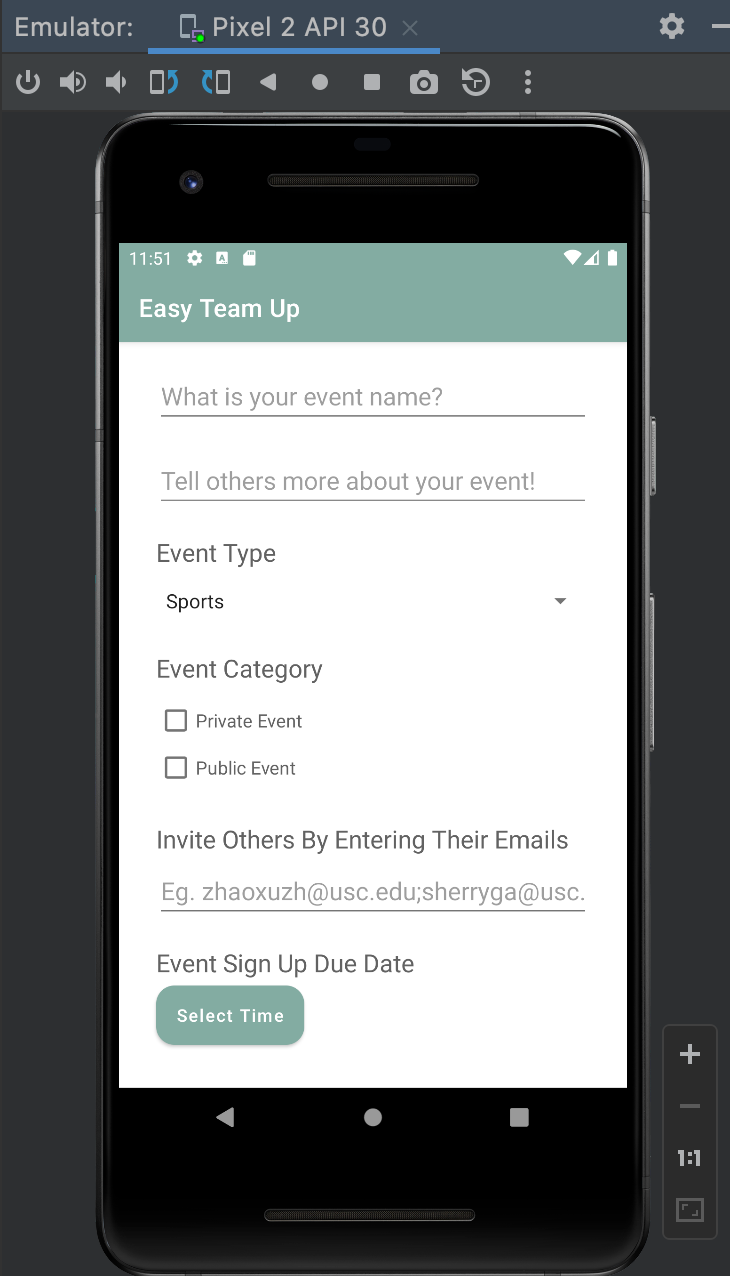 Emulator: Pixel 2 API 30
11:51
Easy Team Up
What is your event name?
Tell others more about your event!
Event Type
Sports
Event Category
Private Event
Public Event
Invite Others By Entering Their Emails
Eg. zhaoxuzh@usc.edu;sherryga@usc.
Event Sign Up Due Date
Select Time
1:1